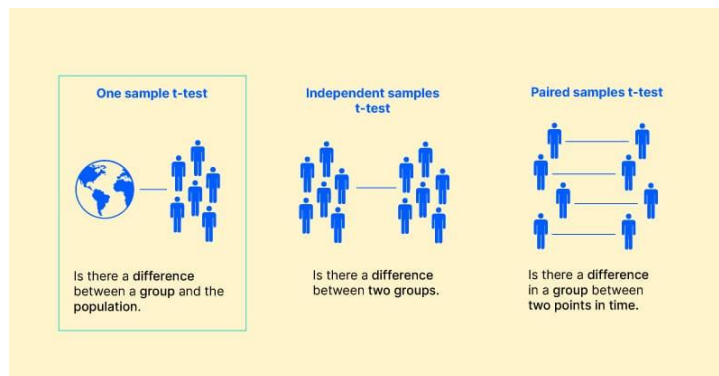 One sample t-test
Is there a difference
between a group and the
population.
Independent samples
t-test
Is there a difference
between two groups.
Paired samples t-test
Is there a difference
in a group between
two points in time.